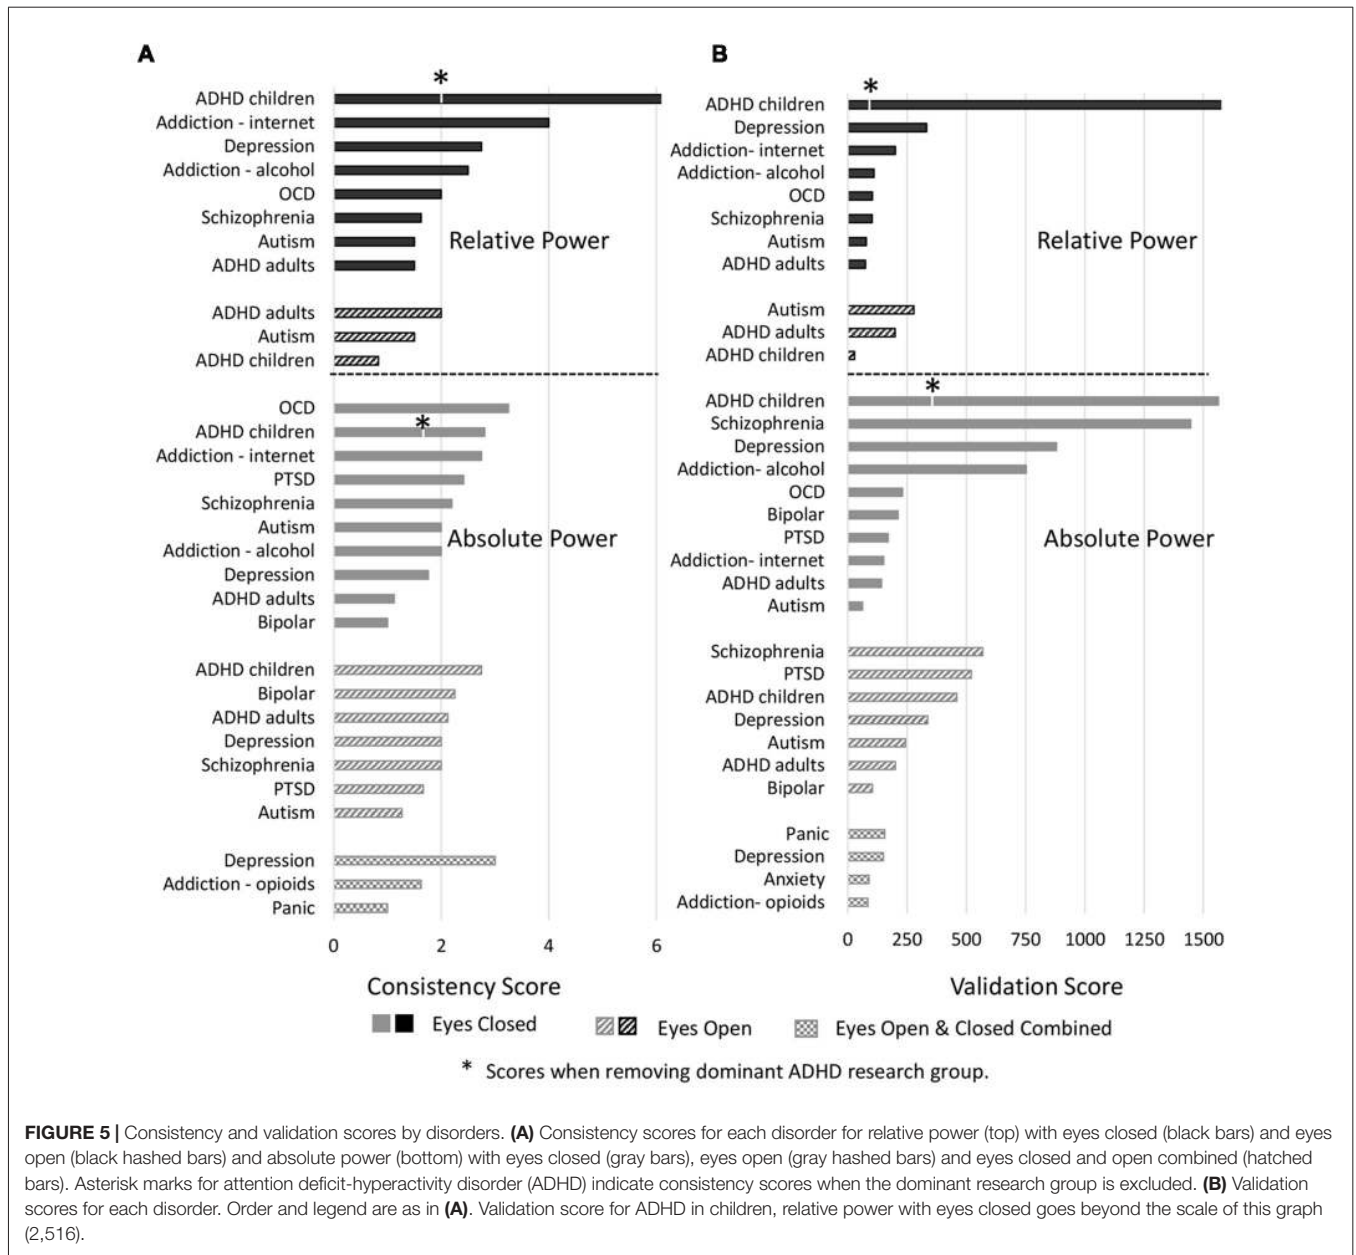 A
*
ADHD children
Addiction - internet
Depression
Addiction - alcohol
OCD
Schizophrenia
Autism
ADHD adults
Relative Power
ADHD adults
Autism
ADHD children
OCD
*
ADHD children
Addiction - internet
PTSD
Schizophrenia
Autism
Addiction - alcohol
Depression
ADHD adults
Bipolar
Absolute Power
ADHD children
Bipolar
ADHD adults
Depression
Schizophrenia
PTSD
Autism
Depression
Addiction - opioids
Panic
0 2 4 6
Consistency Score
B
*
ADHD children
Depression
Addiction- internet
Addiction- alcohol
OCD
Schizophrenia
Autism
ADHD adults
Relative Power
Autism
ADHD adults
ADHD children
*
ADHD children
Schizophrenia
Depression
Addiction- alcohol
OCD
Bipolar
PTSD
Addiction- internet
ADHD adults
Autism
Absolute Power
Schizophrenia
PTSD
ADHD children
Depression
Autism
ADHD adults
Bipolar
Panic
Depression
Anxiety
Addiction- opioids
0 250 500 750 1000 1250 1500
Validation Score
Eyes Closed Eyes Open Eyes Open & Closed Combined
* Scores when removing dominant ADHD research group.
FIGURE 5 | Consistency and validation scores by disorders. (A) Consistency scores for each disorder for relative power (top) with eyes closed (black bars) and eyes
open (black hashed bars) and absolute power (bottom) with eyes closed (gray bars), eyes open (gray hashed bars) and eyes closed and open combined (hatched
bars). Asterisk marks for attention deficit-hyperactivity disorder (ADHD) indicate consistency scores when the dominant research group is excluded. (B) Validation
scores for each disorder. Order and legend are as in (A). Validation score for ADHD in children, relative power with eyes closed goes beyond the scale of this graph
(2,516).